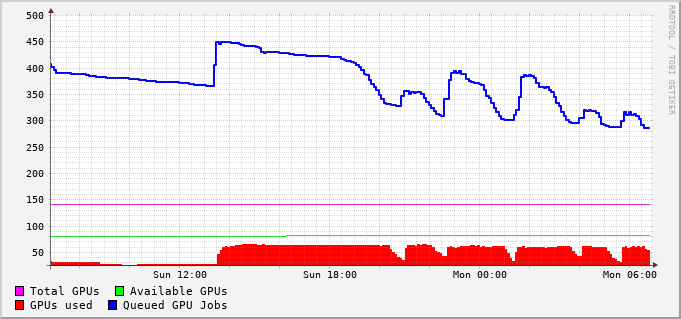 500
450
400
350
300
250
200
150
100
50
Sun 12:00 Sun 18:00 Mon 00:00 Mon 06:00
Total GPUs Available GPUs
GPUs used Queued GPU Jobs
RRDTOOL / TOBI OETIKER